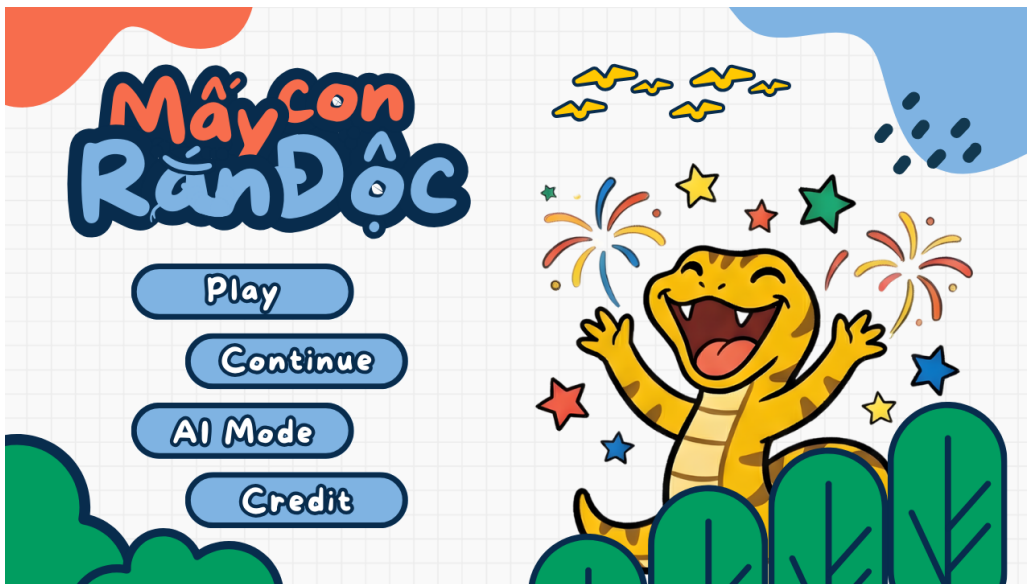 Mấy con
Rắn Độc
Play
Continue
AI Mode
Credit